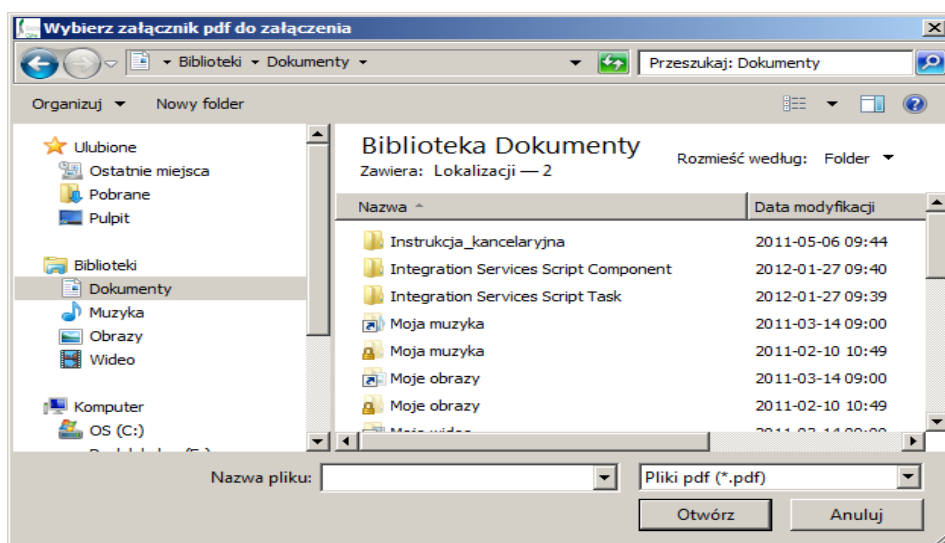 Wybierz załącznik pdf do załączenia
Biblioteki Dokumenty
Przeszukaj: Dokumenty
Organizuj Nowy folder
Ulubione
Ostatnie miejsca
Pobrane
Pulpit
Biblioteki
Dokumenty
Muzyka
Obrazy
Wideo
Komputer
OS (C:)
Biblioteka Dokumenty
Zawiera: Lokalizacji — 2
Rozmieść według: Folder
Nazwa Data modyfikacji
Instrukcja_kancelaryjna 2011-05-06 09:44
Integration Services Script Component 2012-01-27 09:40
Integration Services Script Task 2012-01-27 09:39
Moja muzyka 2011-03-14 09:00
Moja muzyka 2011-02-10 10:49
Moje obrazy 2011-03-14 09:00
Moje obrazy 2011-02-10 10:49
Nazwa pliku:
Pliki pdf (*.pdf)
Otwórz Anuluj